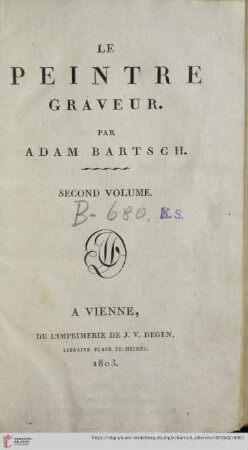 LE
PEINTRE
GRAVEUR.
PAR
ADAM BARTSCH.
SECOND VOLUME.
B-680. K.S.
A VIENNE,
DE L'IMPRIMERIE DE J. V. DEGEN,
LIBRAIRE PLACE ST. MICHEL.
1803.